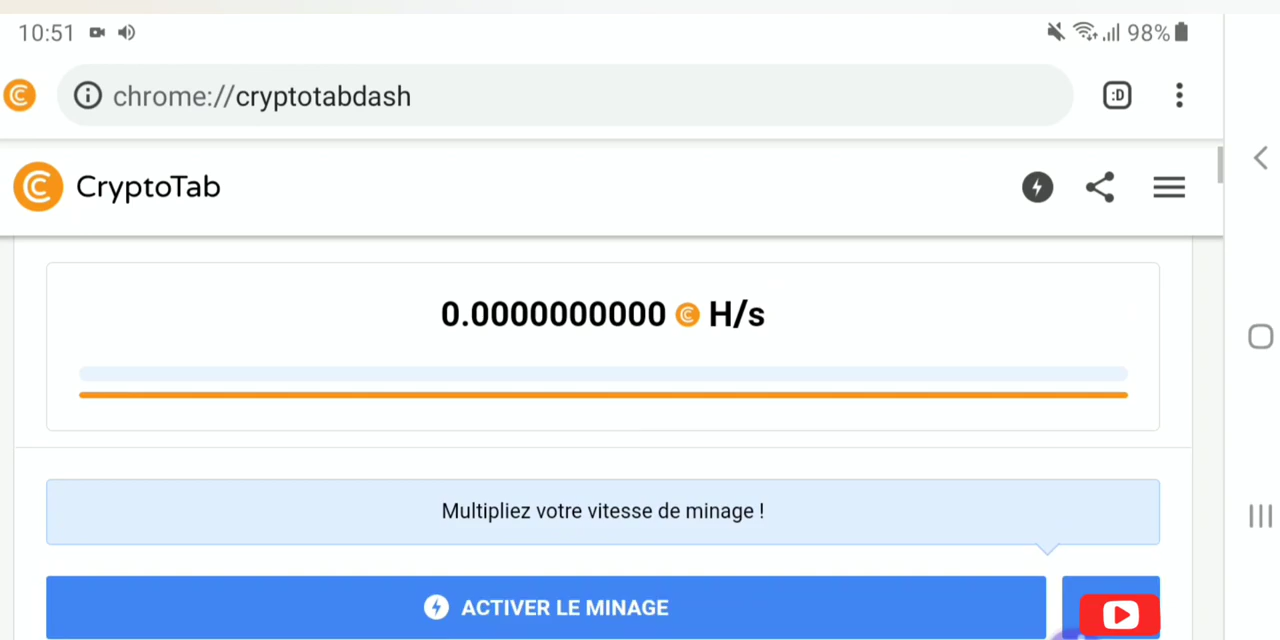 10:51
98%
chrome://cryptotabdash
:D
CryptoTab
0.0000000000 H/s
Multipliez votre vitesse de minage !
ACTIVER LE MINAGE